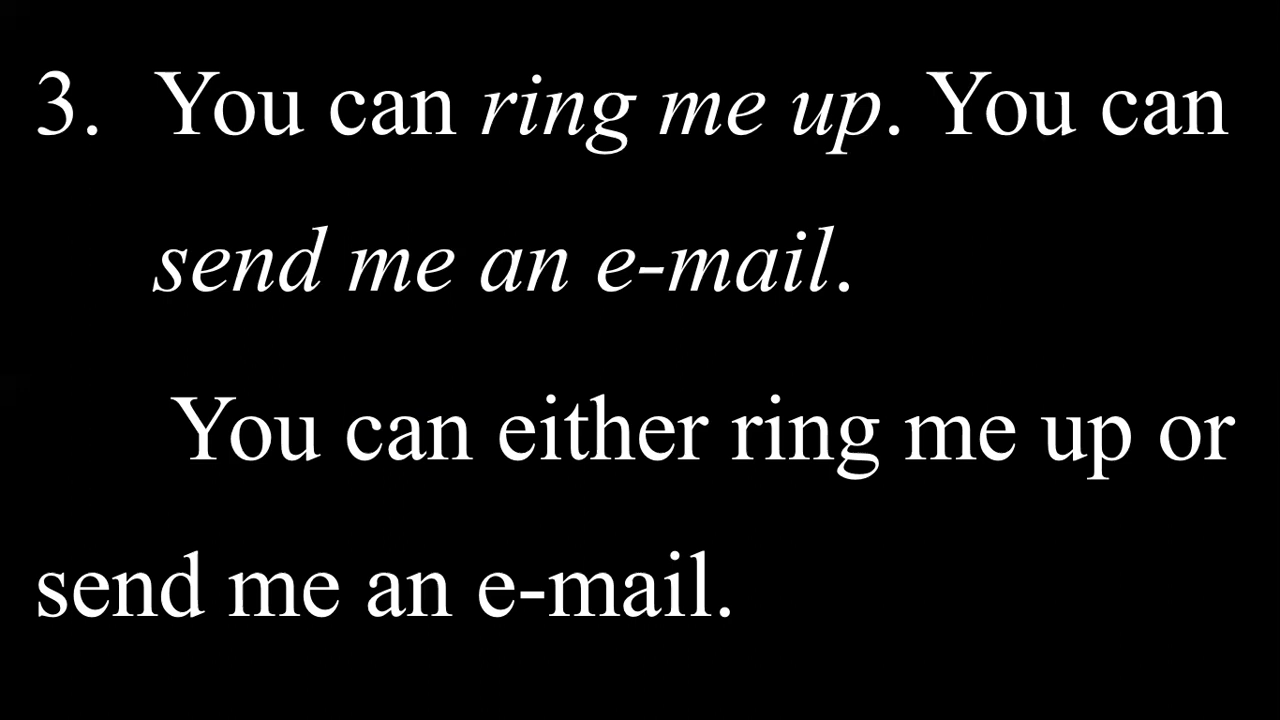 3. You can ring me up. You can
send me an e-mail.
You can either ring me up or
send me an e-mail.